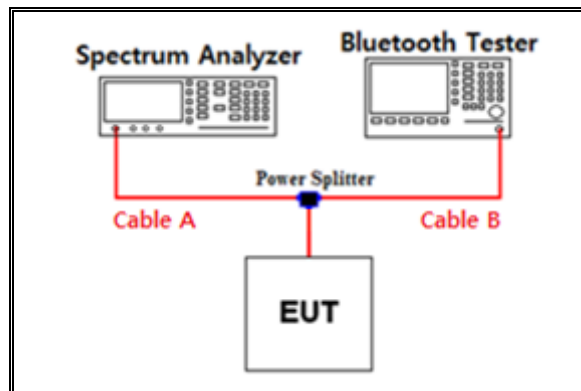 Spectrum Analyzer
Bluetooth Tester
Power Splitter
Cable A
Cable B
EUT